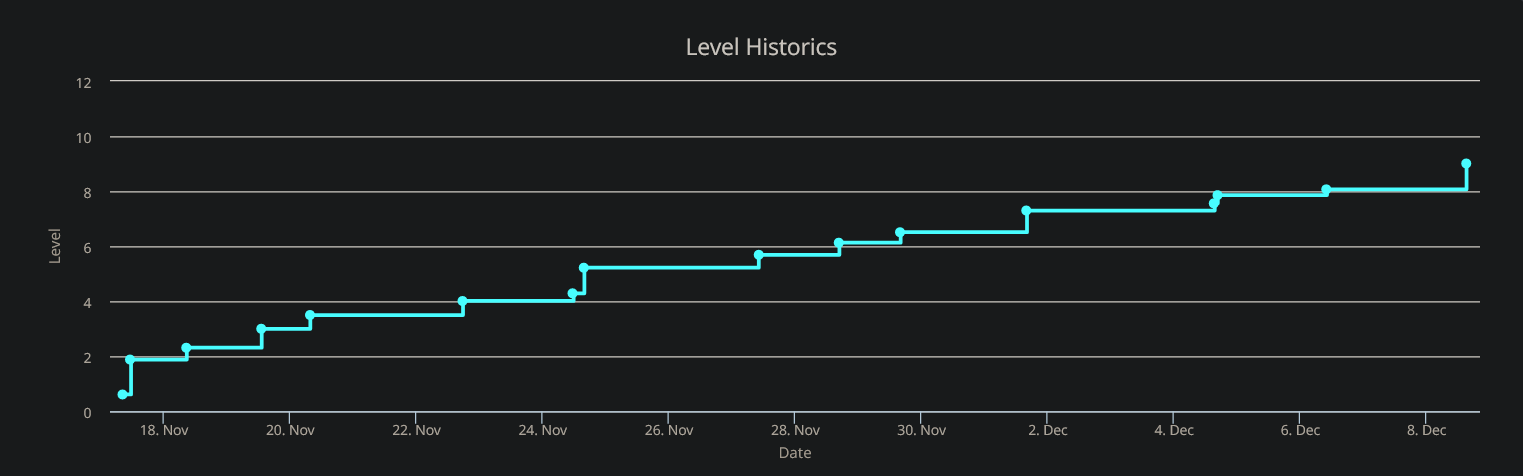 Level Historics
12
10
8
6
4
2
0
Level
18. Nov 20. Nov 22. Nov 24. Nov 26. Nov 28. Nov 30. Nov 2. Dec 4. Dec 6. Dec 8. Dec
Date